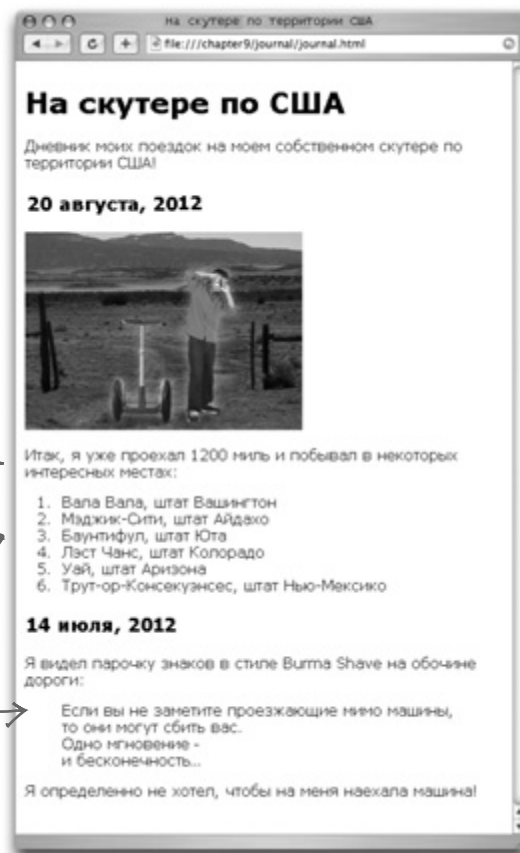 На скутере по территории США
file:///chapter9/journal/journal.html
На скутере по США
Дневник моих поездок на моем собственном скутере по
территории США!
20 августа, 2012
Итак, я уже проехал 1200 миль и побывал в некоторых
интересных местах:
1. Вала Вала, штат Вашингтон
2. Мэджик-Сити, штат Айдахо
3. Баунтифул, штат Юта
4. Лэст Чанс, штат Колорадо
5. Уай, штат Аризона
6. Трут-ор-Консекуэнсес, штат Нью-Мексико
14 июля, 2012
Я видел парочку знаков в стиле Burma Shave на обочине
дороги:
Если вы не заметите проезжающие мимо машины,
то они могут сбить вас.
Одно мгновение -
и бесконечность...
Я определенно не хотел, чтобы на меня наехала машина!